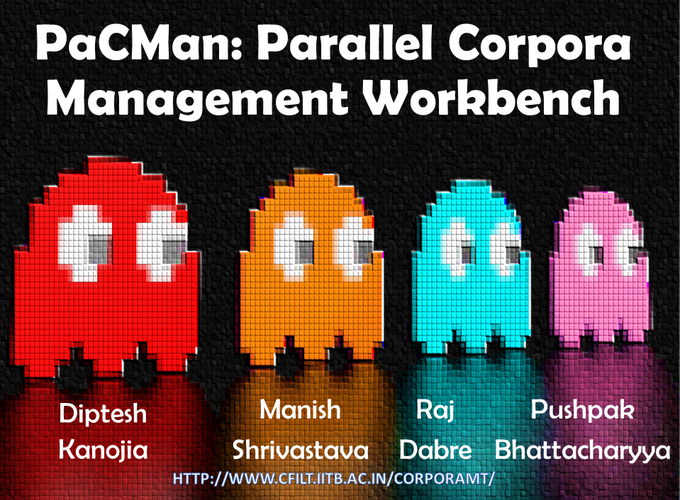 PaCMan: Parallel Corpora
Management Workbench
Diptesh Kanojia
Manish Shrivastava
Raj Dabre
Pushpak Bhattacharyya
HTTP://WWW.CFILT.IITB.AC.IN/CORPORAMT/